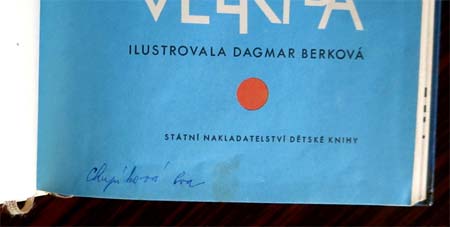 ILUSTROVALA DAGMAR BERKOVÁ
STÁTNÍ NAKLADATELSTVÍ DĚTSKÉ KNIHY
Eva